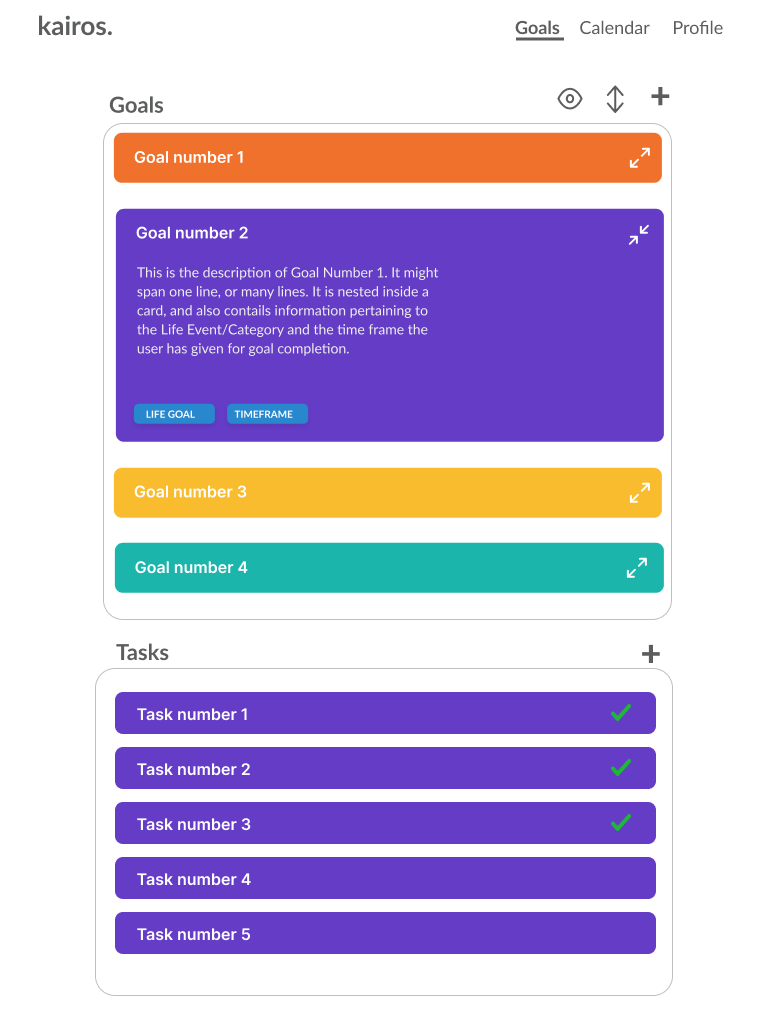 kairos.
Goals Calendar Profile
Goals
Goal number 1
Goal number 2
This is the description of Goal Number 1. It might
span one line, or many lines. It is nested inside a
card, and also contails information pertaining to
the Life Event/Category and the time frame the
user has given for goal completion.
LIFE GOAL TIMEFRAME
Goal number 3
Goal number 4
Tasks
Task number 1
Task number 2
Task number 3
Task number 4
Task number 5